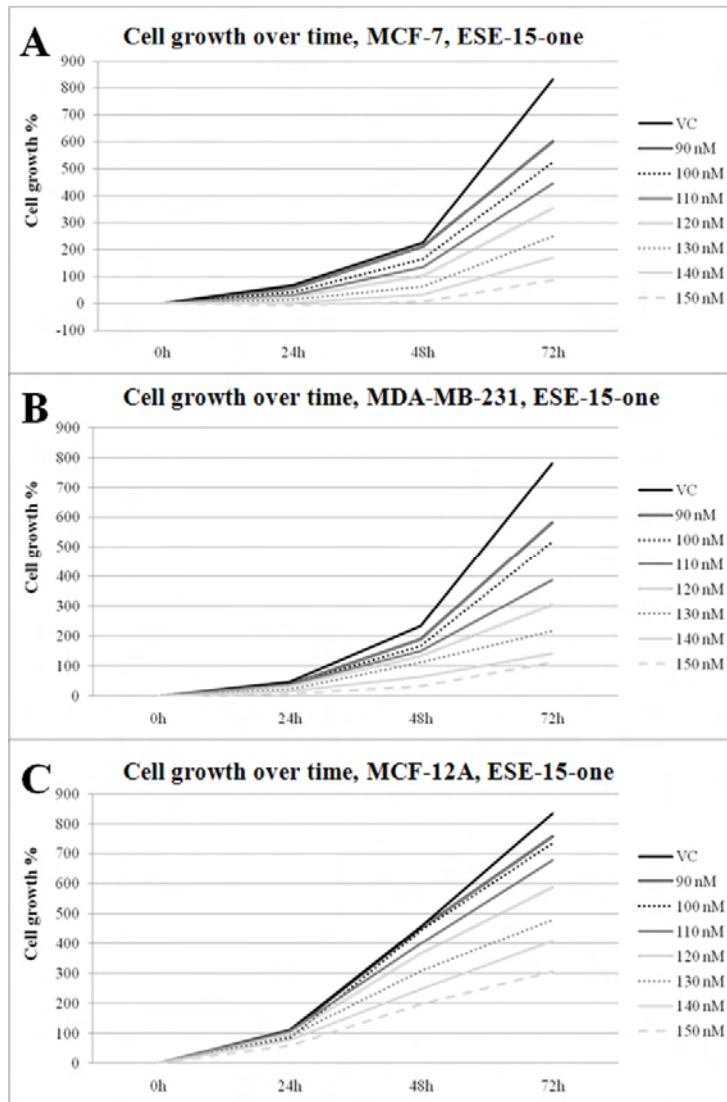 A
Cell growth over time, MCF-7, ESE-15-one
Cell growth %
900
800
700
600
500
400
300
200
100
0
-100
0h 24h 48h 72h
VC
90 nM
100 nM
110 nM
120 nM
130 nM
140 nM
150 nM
B
Cell growth over time, MDA-MB-231, ESE-15-one
Cell growth %
900
800
700
600
500
400
300
200
100
0
0h 24h 48h 72h
VC
90 nM
100 nM
110 nM
120 nM
130 nM
140 nM
150 nM
C
Cell growth over time, MCF-12A, ESE-15-one
Cell growth %
900
800
700
600
500
400
300
200
100
0
0h 24h 48h 72h
VC
90 nM
100 nM
110 nM
120 nM
130 nM
140 nM
150 nM